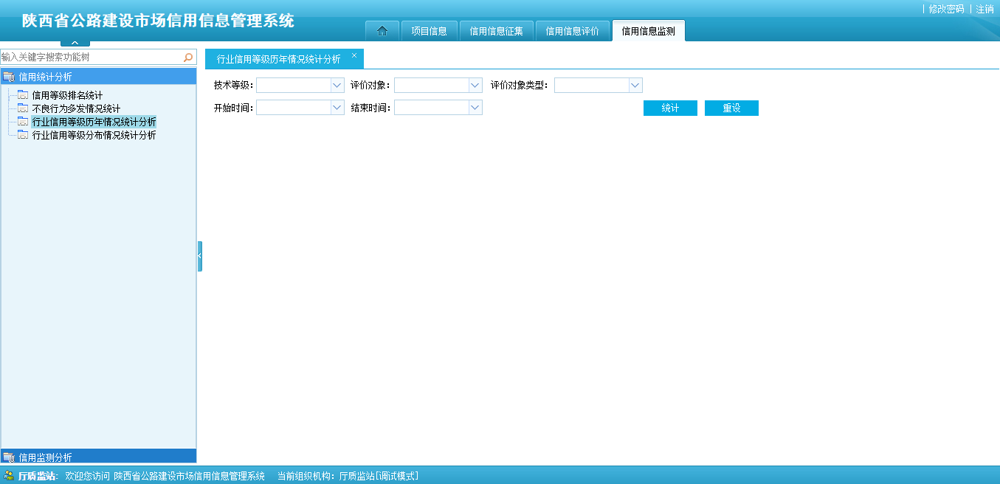 修改密码 注销
陕西省公路建设市场信用信息管理系统
项目信息 信用信息征集 信用信息评价 信用信息监测
输入关键字搜索功能树
信用统计分析
信用等级排名统计
不良行为多发情况统计
行业信用等级历年情况统计分析
行业信用等级分布情况统计分析
信用监测分析
行业信用等级历年情况统计分析 ×
技术等级: 评价对象: 评价对象类型:
开始时间: 结束时间: 统计 重设
厅质监站: 欢迎您访问 陕西省公路建设市场信用信息管理系统 当前组织机构: 厅质监站[调试模式]